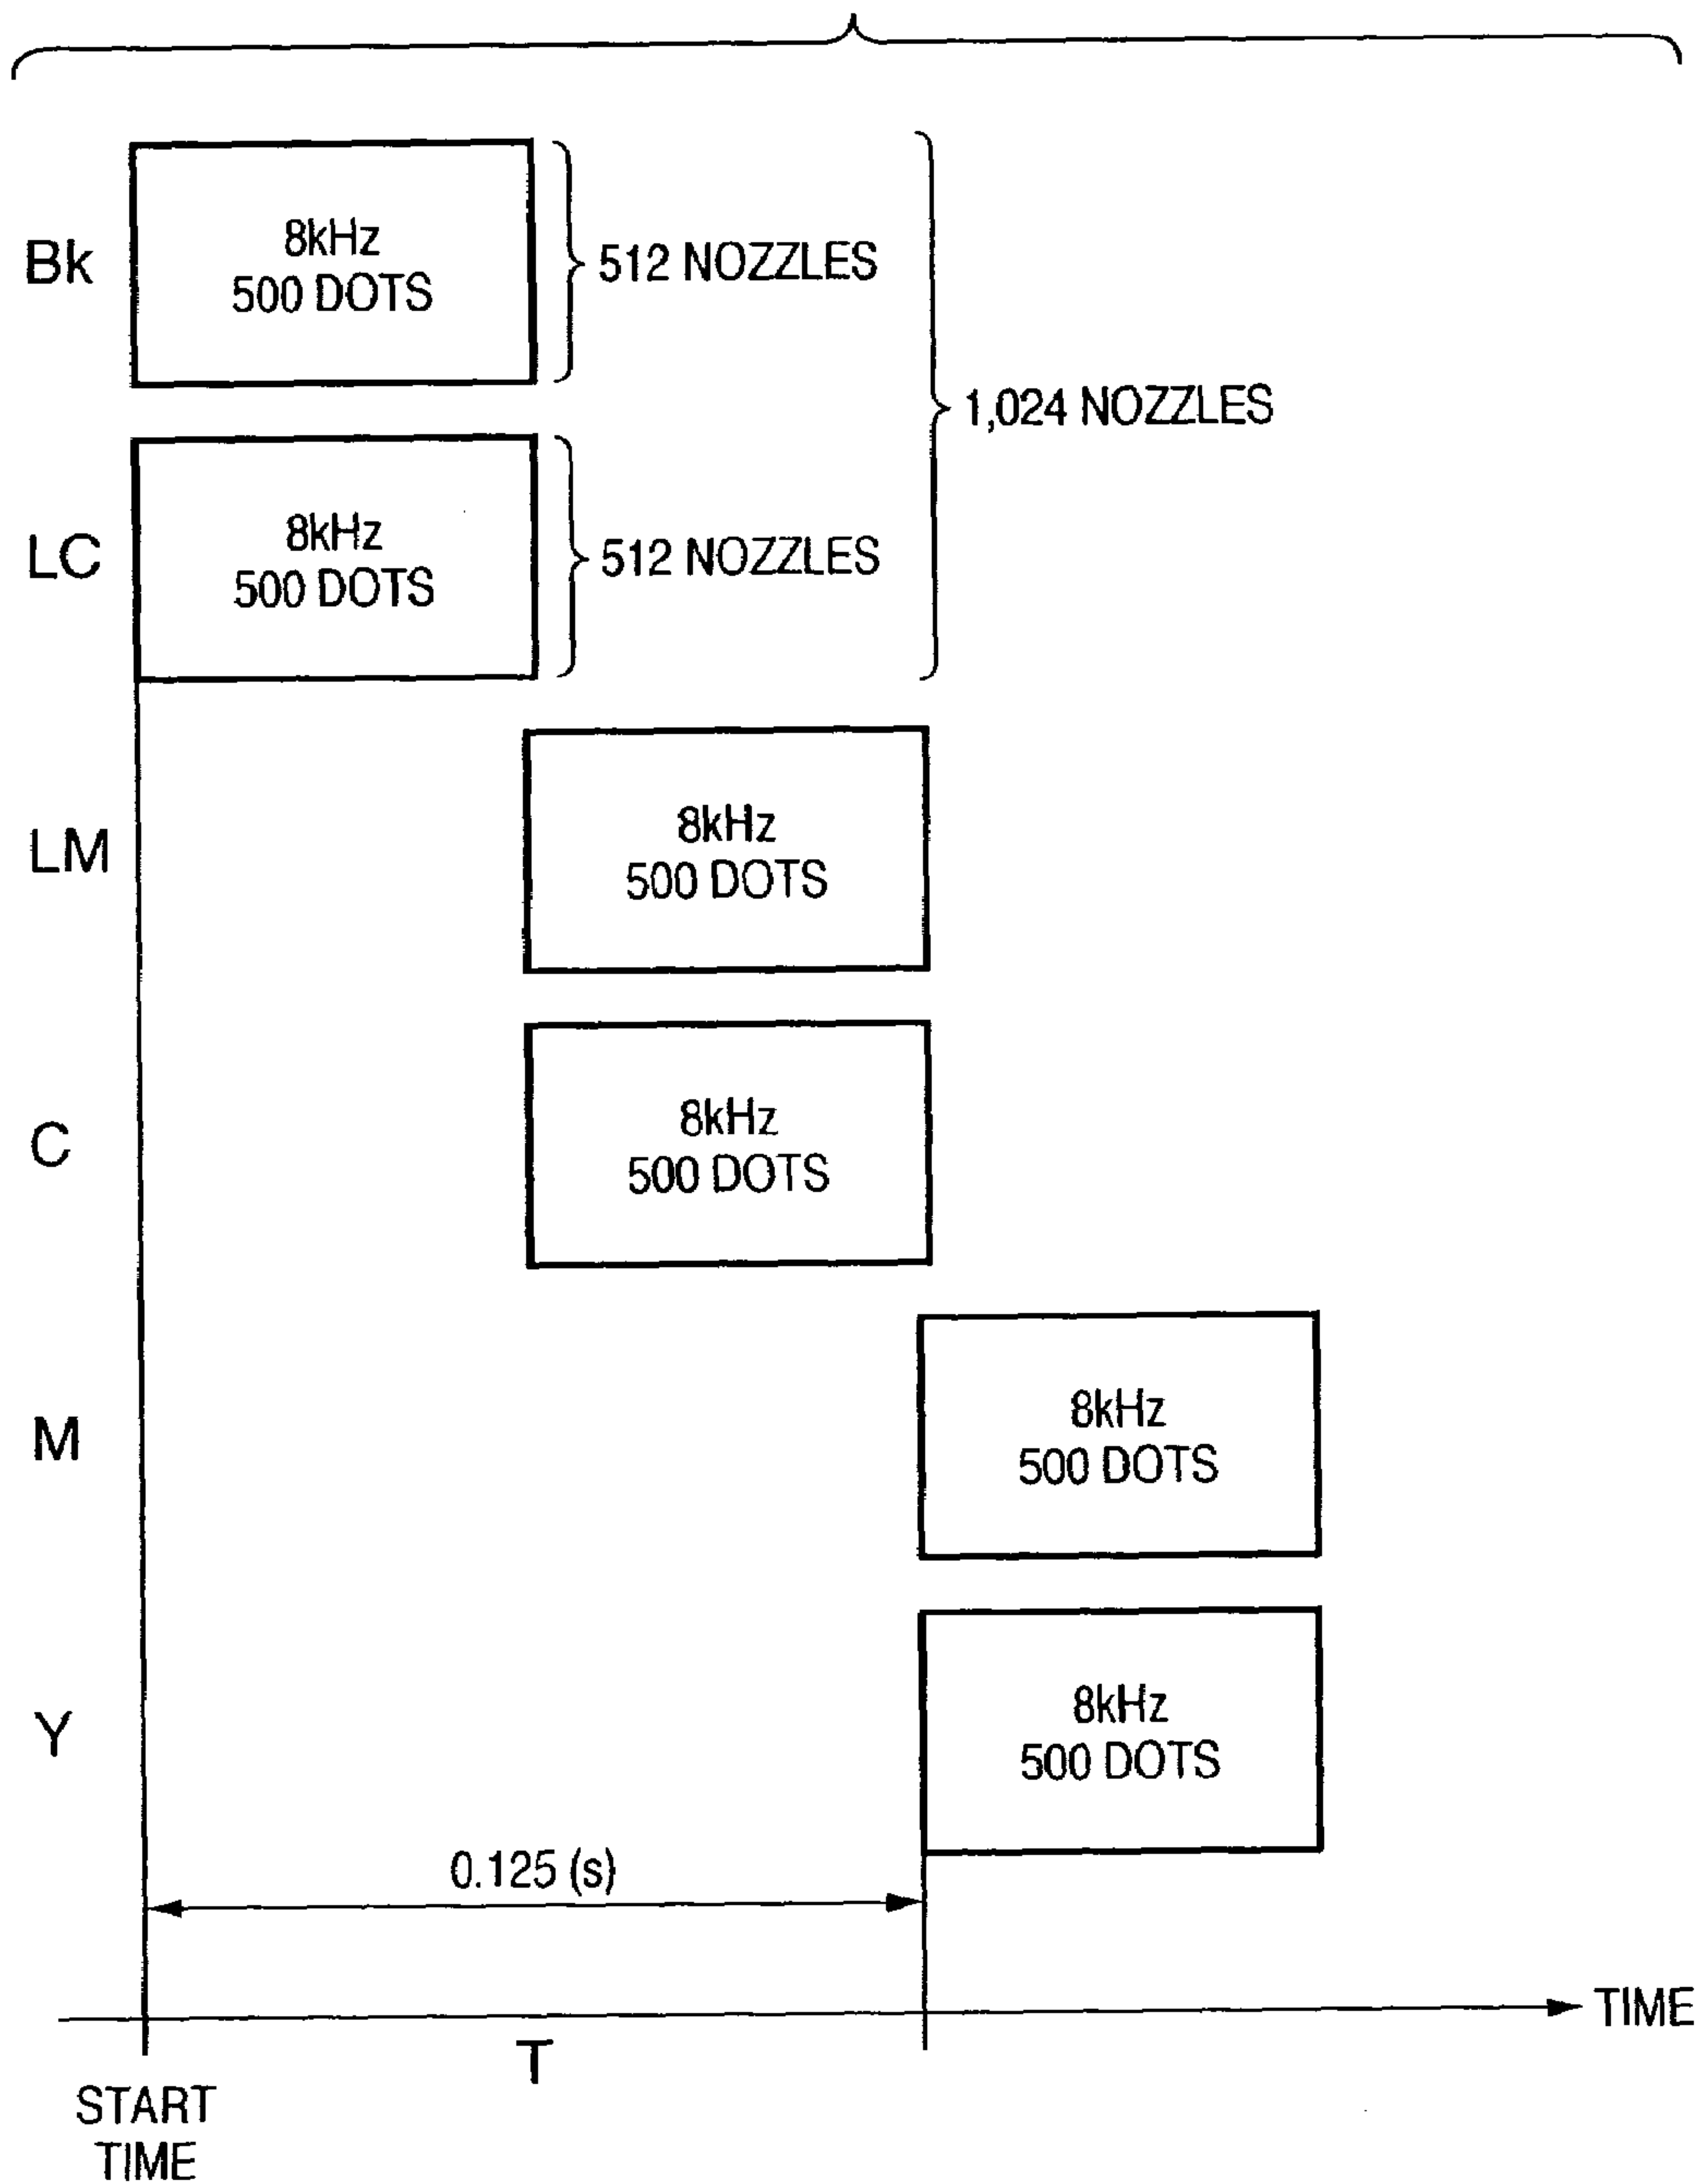 Bk
8kHz
500 DOTS
512 NOZZLES
1,024 NOZZLES
LC
8kHz
500 DOTS
512 NOZZLES
LM
8kHz
500 DOTS
C
8kHz
500 DOTS
M
8kHz
500 DOTS
Y
8kHz
500 DOTS
0.125 (s)
TIME
T
START
TIME